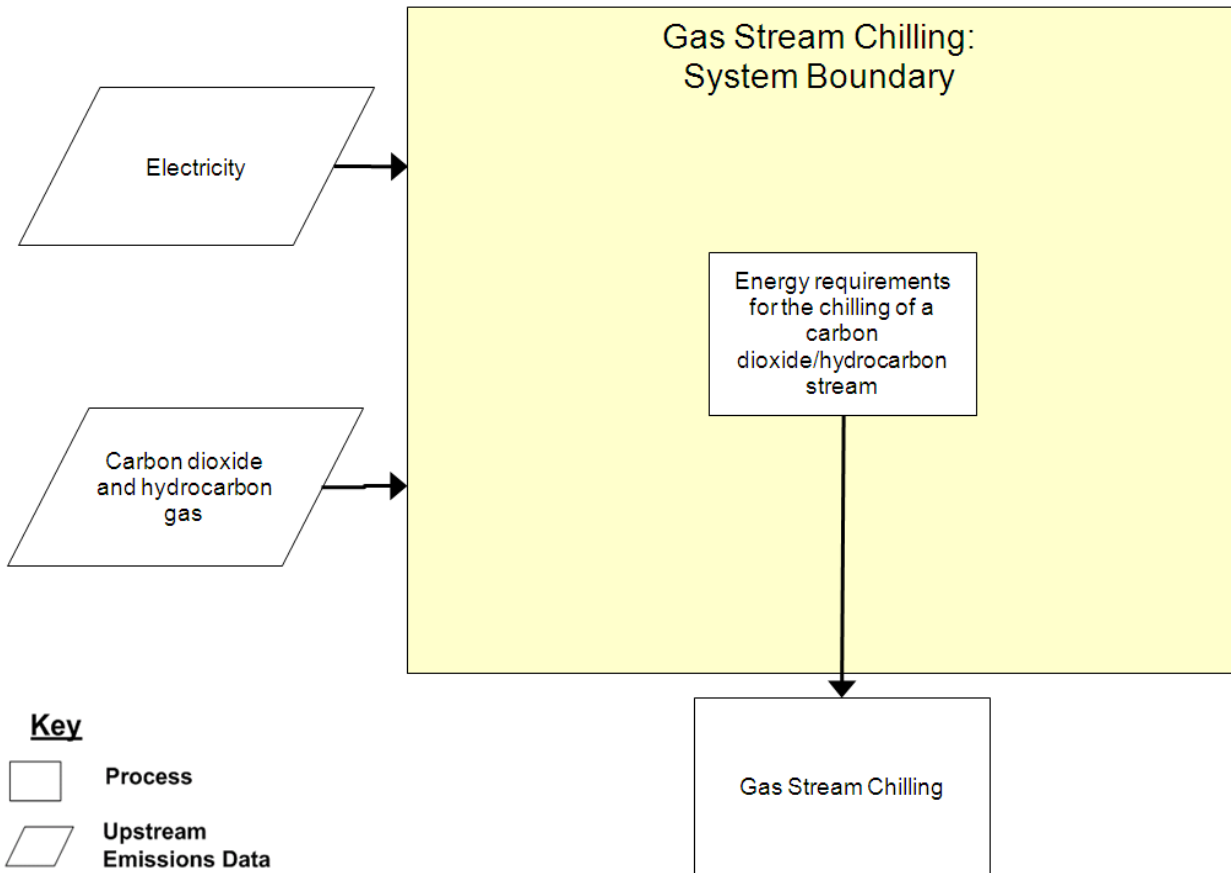 Gas Stream Chilling:
System Boundary
Electricity
Energy requirements
for the chilling of a
carbon
dioxide/hydrocarbon
stream
Carbon dioxide
and hydrocarbon
gas
Gas Stream Chilling
Key
Process
Upstream
Emissions Data